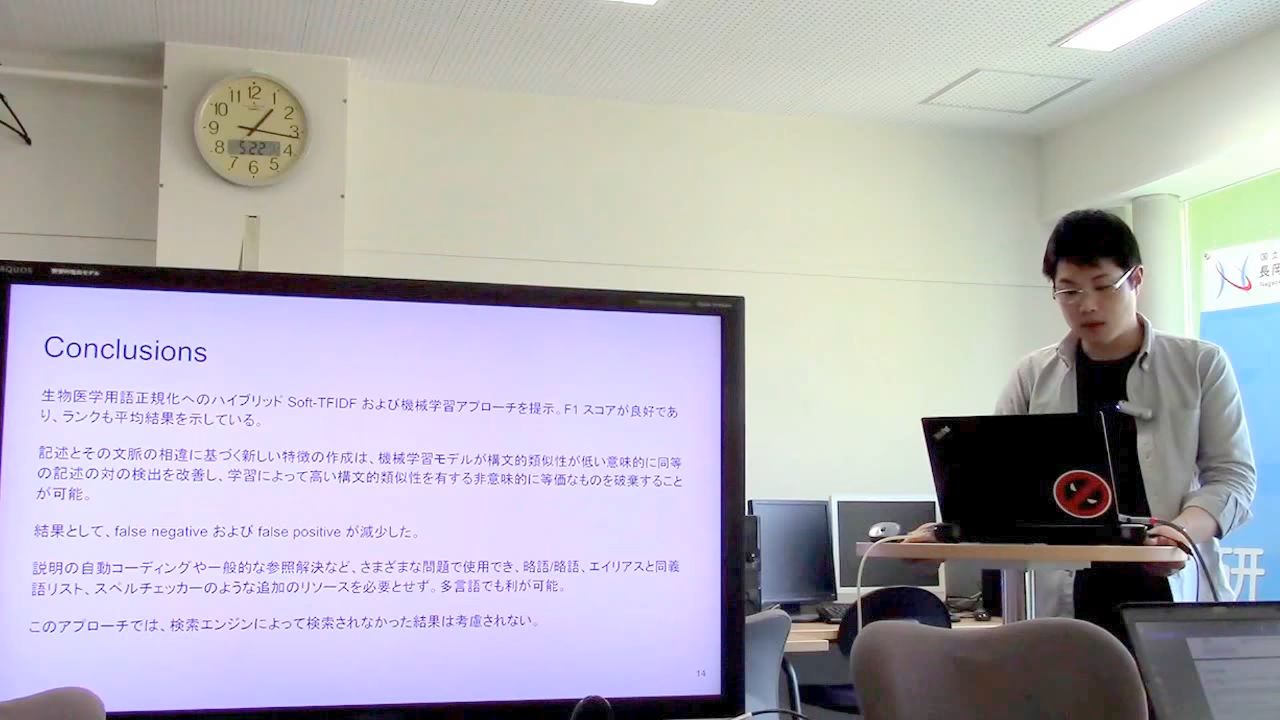 12
11
1
10
2
9
3
8
5.22
4
7
6
5
AQUOS
国立
長岡
Conclusions
生物医学用語正規化へのハイブリッド Soft-TFIDF および機械学習アプローチを提示。F1 スコアが良好であ
り、ランクも平均結果を示している。
記述とその文脈の相違に基づく新しい特徴の作成は、機械学習モデルが構文的類似性が低い意味的に同等
の記述の対の検出を改善し、学習によって高い構文的類似性を有する非意味的に等価なものを破棄すること
が可能。
結果として、false negative および false positive が減少した。
説明の自動コーディングや一般的な参照解決など、さまざまな問題で使用でき、略語/略語、エイリアスと同義
語リスト、スペルチェッカーのような追加のリソースを必要とせず。多言語でも利が可能。
このアプローチでは、検索エンジンによって検索されなかった結果は考慮されない。
14
研